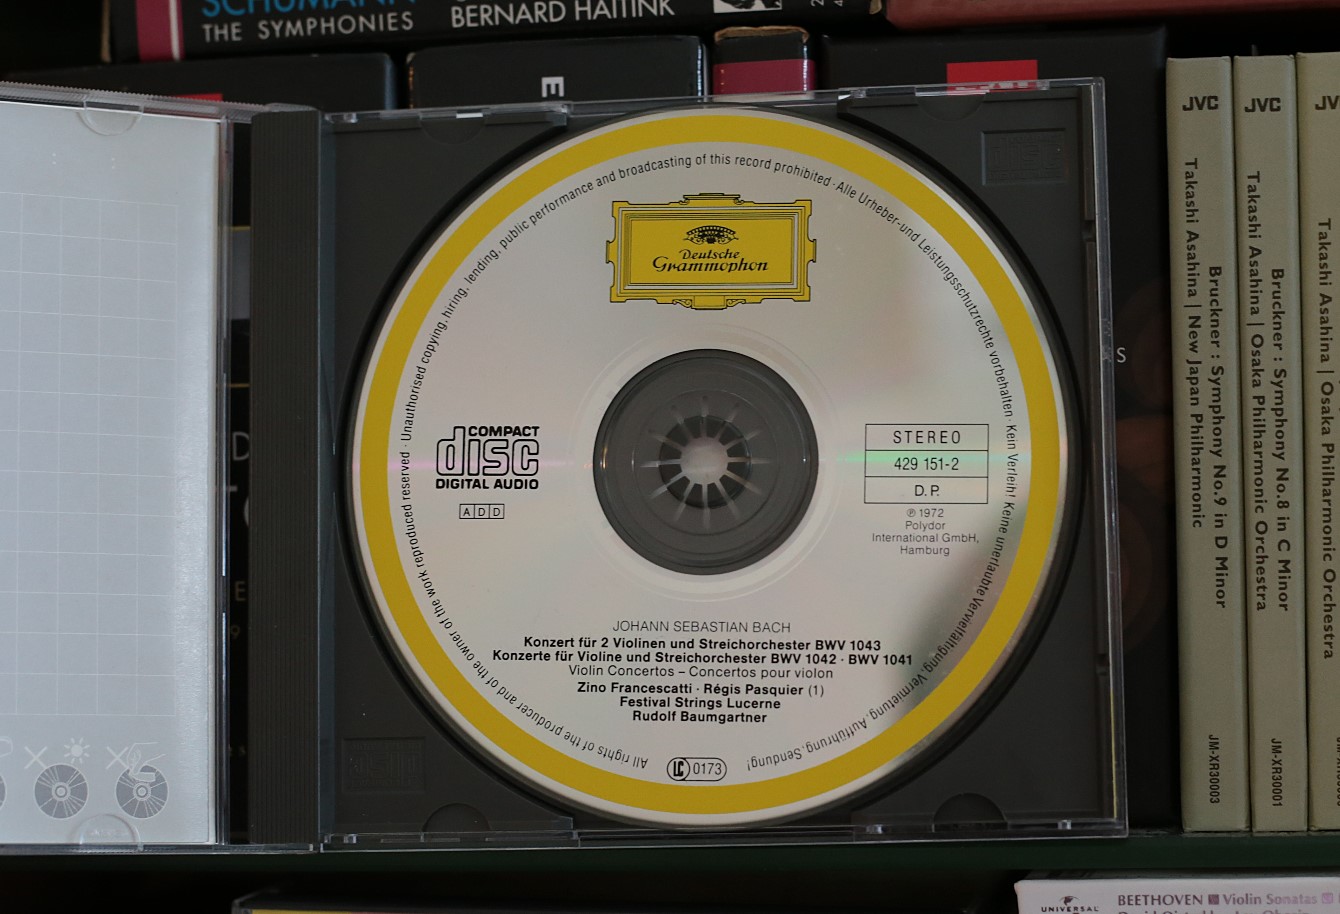 SCHUMANN
THE SYMPHONIES
BERNARD HAITINK
E
JVC
Takashi Asahina | New Japan Philharmonic
Bruckner : Symphony No.9 in D Minor
JM-XR30003
JVC
Takashi Asahina | Osaka Philharmonic Orchestra
Bruckner : Symphony No.8 in C Minor
JM-XR30001
JV
Takashi Asahina | Osaka Philharmonic Orchestra
All rights of the producer and of the owner of the work reproduced reserved · Unauthorised copying, hiring, lending, public performance and broadcasting of this record prohibited · Alle Urheber- und Leistungsschutzrechte vorbehalten · Kein Verleih! Keine unerlaubte Vervielfältigung, Vermietung, Aufführung, Sendung!
Deutsche
Grammophon
COMPACT
disc
DIGITAL AUDIO
ADD
STEREO
429 151-2
D. P.
℗ 1972
Polydor
International GmbH,
Hamburg
JOHANN SEBASTIAN BACH
Konzert für 2 Violinen und Streichorchester BWV 1043
Konzerte für Violine und Streichorchester BWV 1042 · BWV 1041
Violin Concertos – Concertos pour violon
Zino Francescatti · Régis Pasquier (1)
Festival Strings Lucerne
Rudolf Baumgartner
LC 0173
UNIVERSAL
BEETHOVEN Violin Sonatas